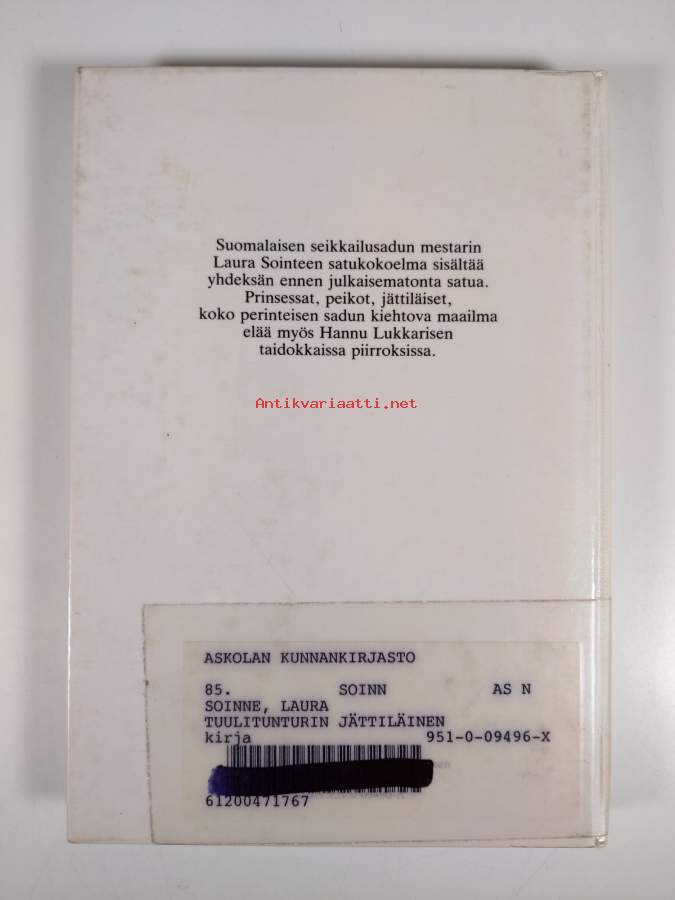 Suomalaisen seikkailusadun mestarin
Laura Sointeen satukokoelma sisältää
yhdeksän ennen julkaisematonta satua.
Prinsessat, peikot, jättiläiset,
koko perinteisen sadun kiehtova maailma
elää myös Hannu Lukkarisen
taidokkaissa piirroksissa.
Antikvariaatti.net
ASKOLAN KUNNANKIRJASTO
85. SOINN AS N
SOINNE, LAURA
TUULITUNTURIN JÄTTILÄINEN
kirja 951-0-09496-X
61200471767